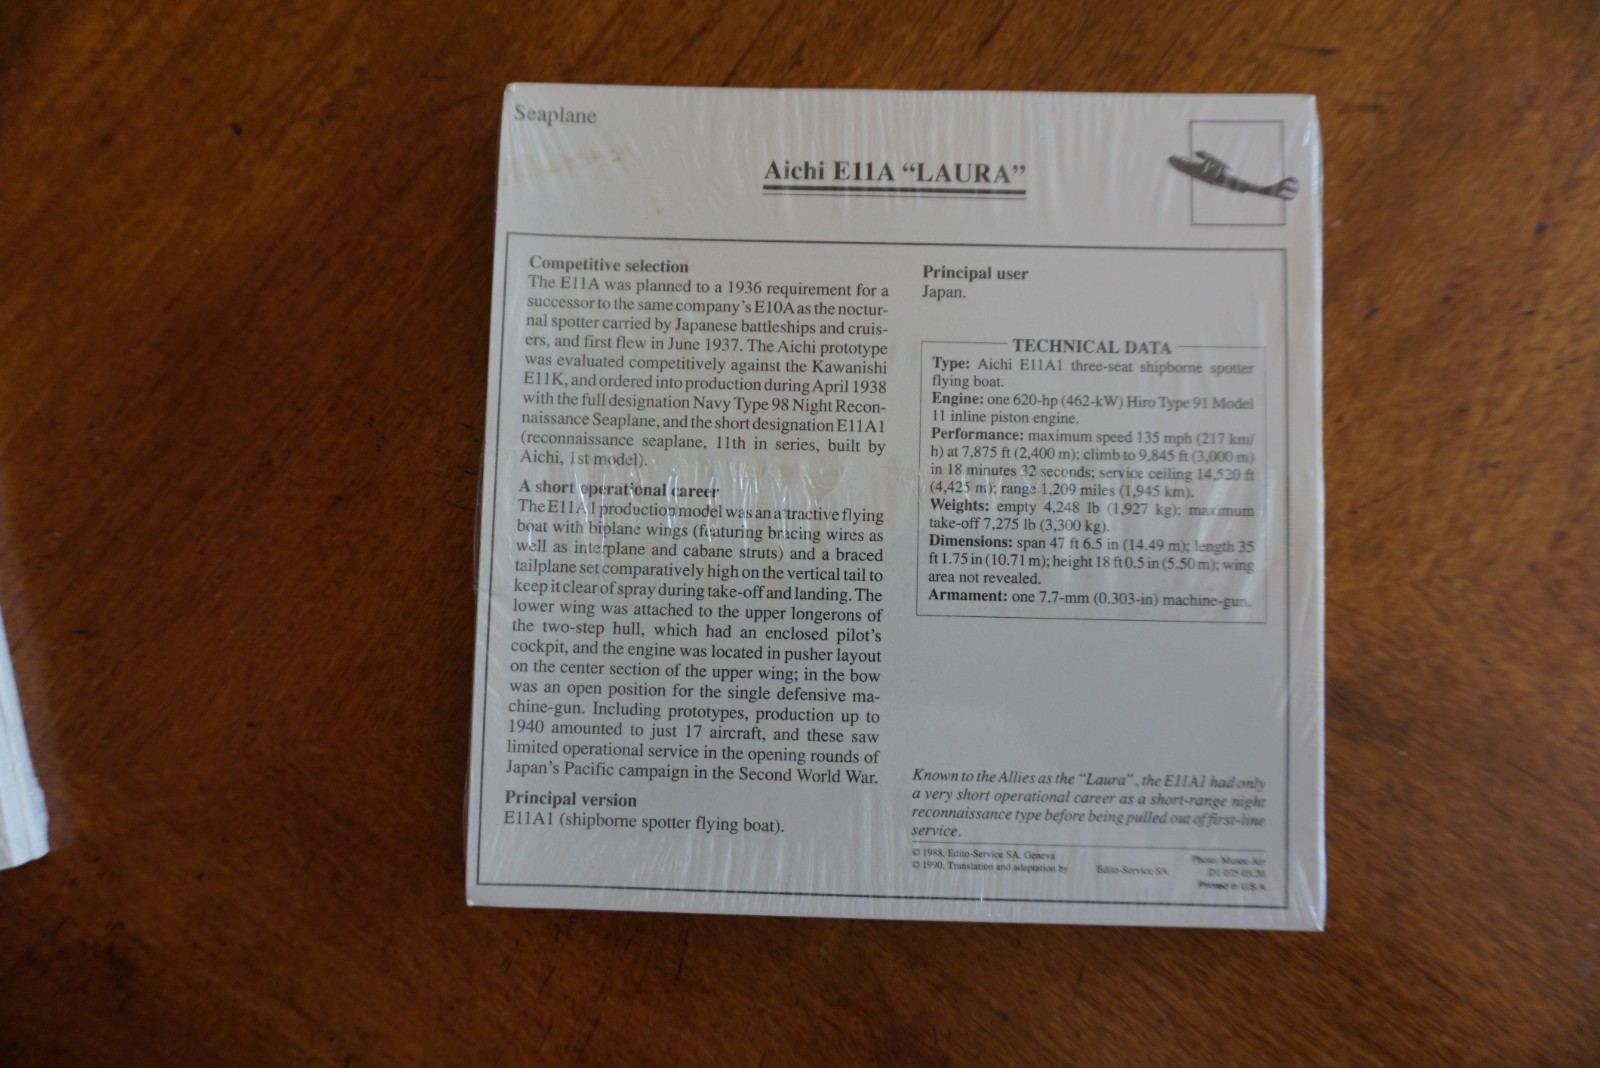 Seaplane
Aichi E11A “LAURA”
Competitive selection
The E11A was planned to a 1936 requirement for a
successor to the same company’s E10A as the noctur-
nal spotter carried by Japanese battleships and cruis-
ers, and first flew in June 1937. The Aichi prototype
was evaluated competitively against the Kawanishi
E11K, and ordered into production during April 1938
with the full designation Navy Type 98 Night Recon-
naissance Seaplane, and the short designation E11A1
(reconnaissance seaplane, 11th in series, built by
Aichi, 1st model).
A short operational career
The E11A1 production model was an attractive flying
boat with biplane wings (featuring bracing wires as
well as interplane and cabane struts) and a braced
tailplane set comparatively high on the vertical tail to
keep it clear of spray during take-off and landing. The
lower wing was attached to the upper longerons of
the two-step hull, which had an enclosed pilot’s
cockpit, and the engine was located in pusher layout
on the center section of the upper wing; in the bow
was an open position for the single defensive ma-
chine-gun. Including prototypes, production up to
1940 amounted to just 17 aircraft, and these saw
limited operational service in the opening rounds of
Japan’s Pacific campaign in the Second World War.
Principal version
E11A1 (shipborne spotter flying boat).
Principal user
Japan.
TECHNICAL DATA
Type: Aichi E11A1 three-seat shipborne spotter
flying boat.
Engine: one 620-hp (462-kW) Hiro Type 91 Model
11 inline piston engine.
Performance: maximum speed 135 mph (217 km/
h) at 7,875 ft (2,400 m); climb to 9,845 ft (3,000 m)
in 18 minutes 32 seconds; service ceiling 14,520 ft
(4,425 m); range 1,209 miles (1,945 km).
Weights: empty 4,248 lb (1,927 kg); maximum
take-off 7,275 lb (3,300 kg).
Dimensions: span 47 ft 6.5 in (14.49 m); length 35
ft 1.75 in (10.71 m); height 18 ft 0.5 in (5.50 m); wing
area not revealed.
Armament: one 7.7-mm (0.303-in) machine-gun.
Known to the Allies as the “Laura”, the E11A1 had only
a very short operational career as a short-range night
reconnaissance type before being pulled out of first-line
service.
© 1988, Edito-Service SA, Geneva
© 1990, Translation and adaptation by Edito-Service SA
Photo: Musée Air
Printed in U.S.A.